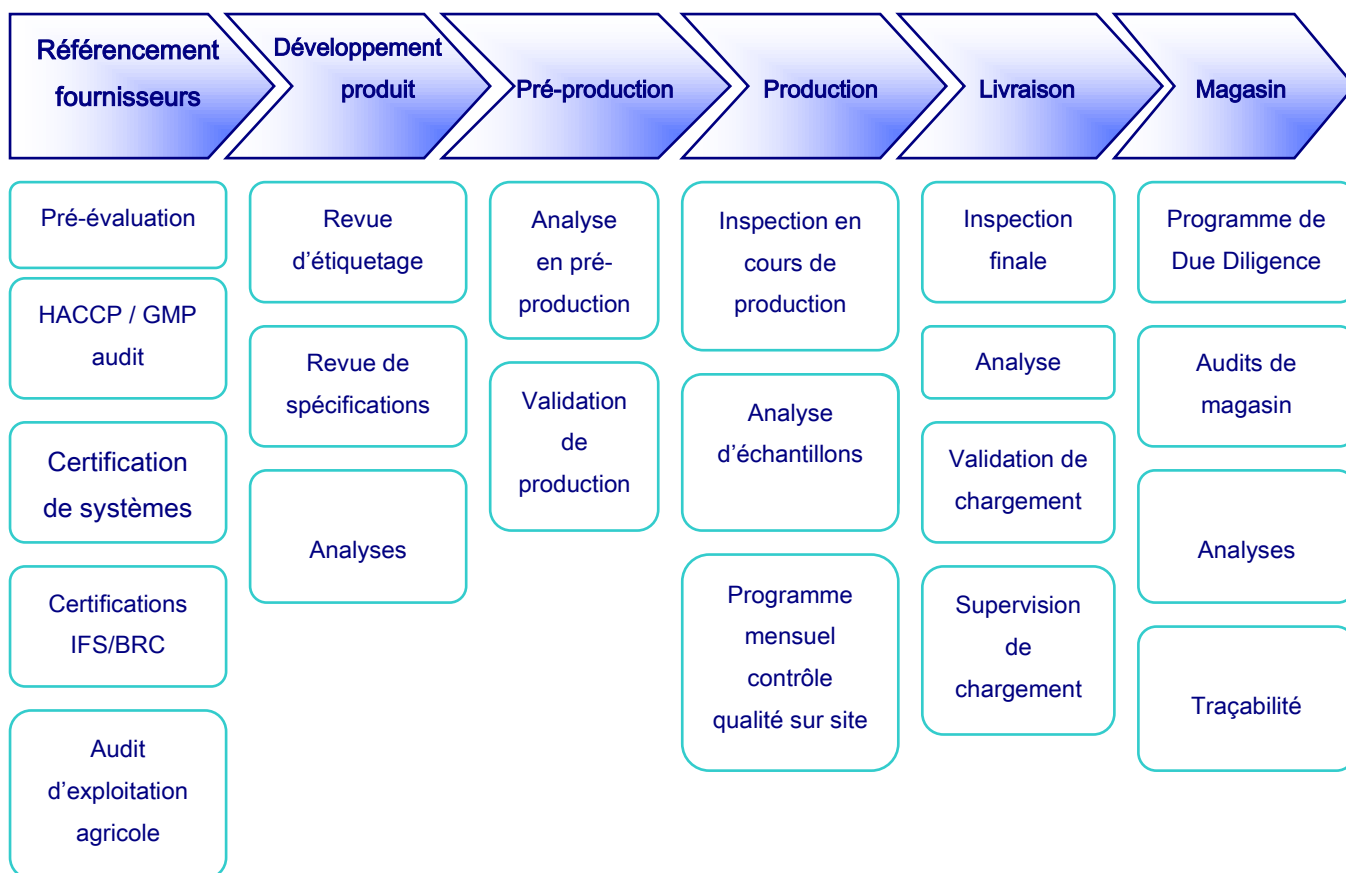 Référencement
fournisseurs
Développement
produit
Pré-production
Production
Livraison
Magasin
Pré-évaluation
HACCP / GMP
audit
Certification
de systèmes
Certifications
IFS/BRC
Audit
d'exploitation
agricole
Revue
d'étiquetage
Revue de
spécifications
Analyses
Analyse
en pré-
production
Validation
de
production
Inspection en
cours de
production
Analyse
d'échantillons
Programme
mensuel
contrôle
qualité sur site
Inspection
finale
Analyse
Validation de
chargement
Supervision
de
chargement
Programme de
Due Diligence
Audits de
magasin
Analyses
Traçabilité